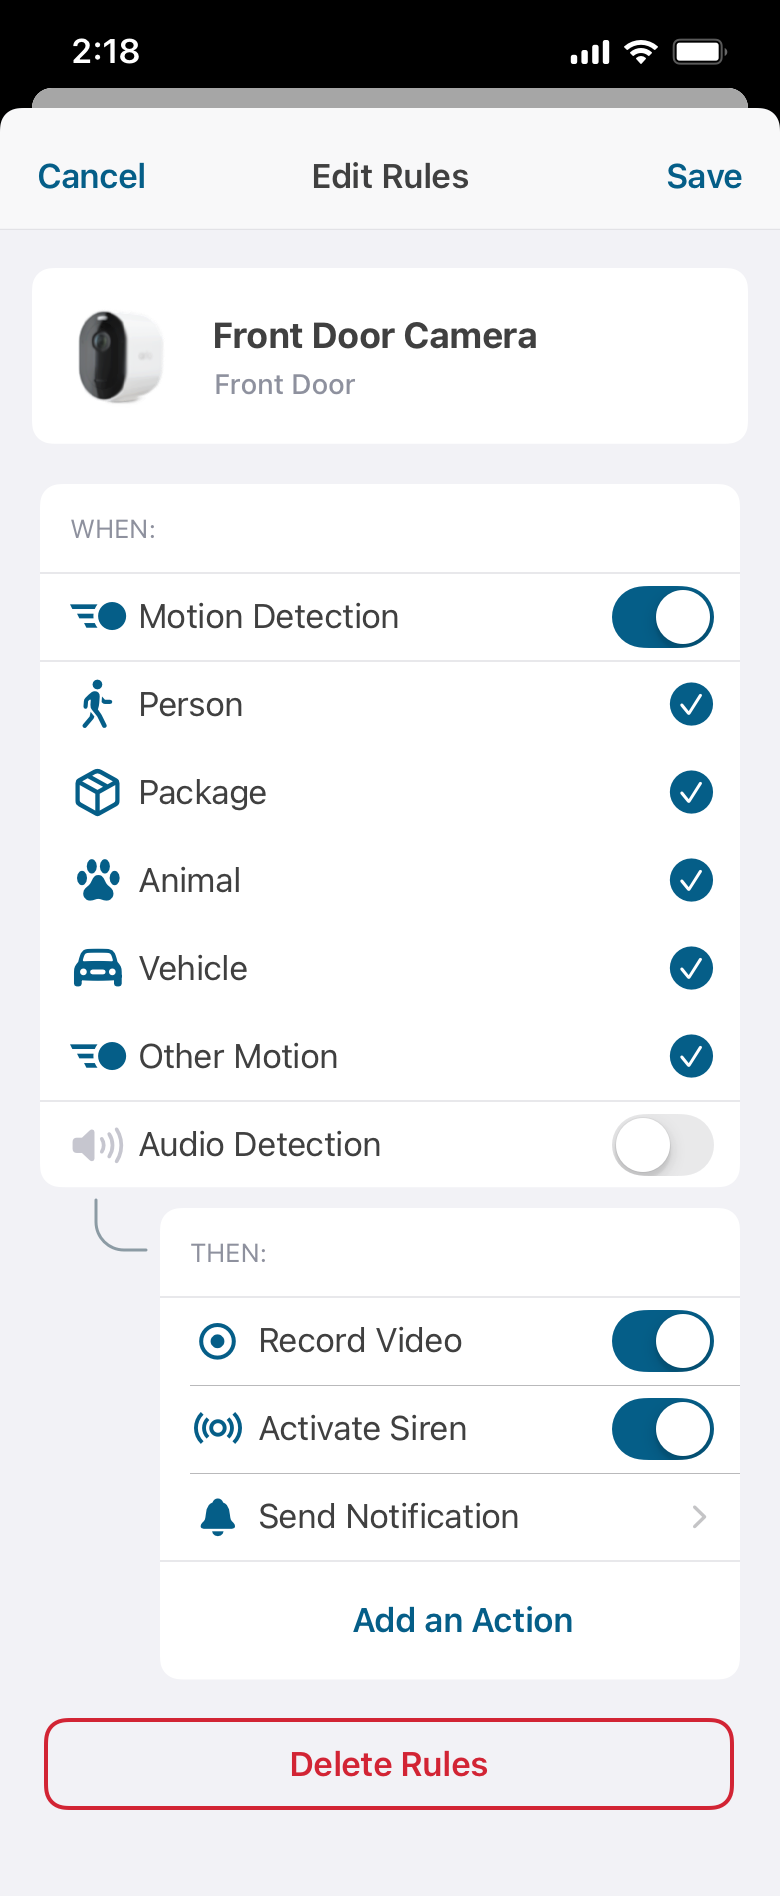 2:18
Cancel Edit Rules Save
Front Door Camera
Front Door
WHEN:
Motion Detection
Person
Package
Animal
Vehicle
Other Motion
Audio Detection
THEN:
Record Video
Activate Siren
Send Notification
Add an Action
Delete Rules